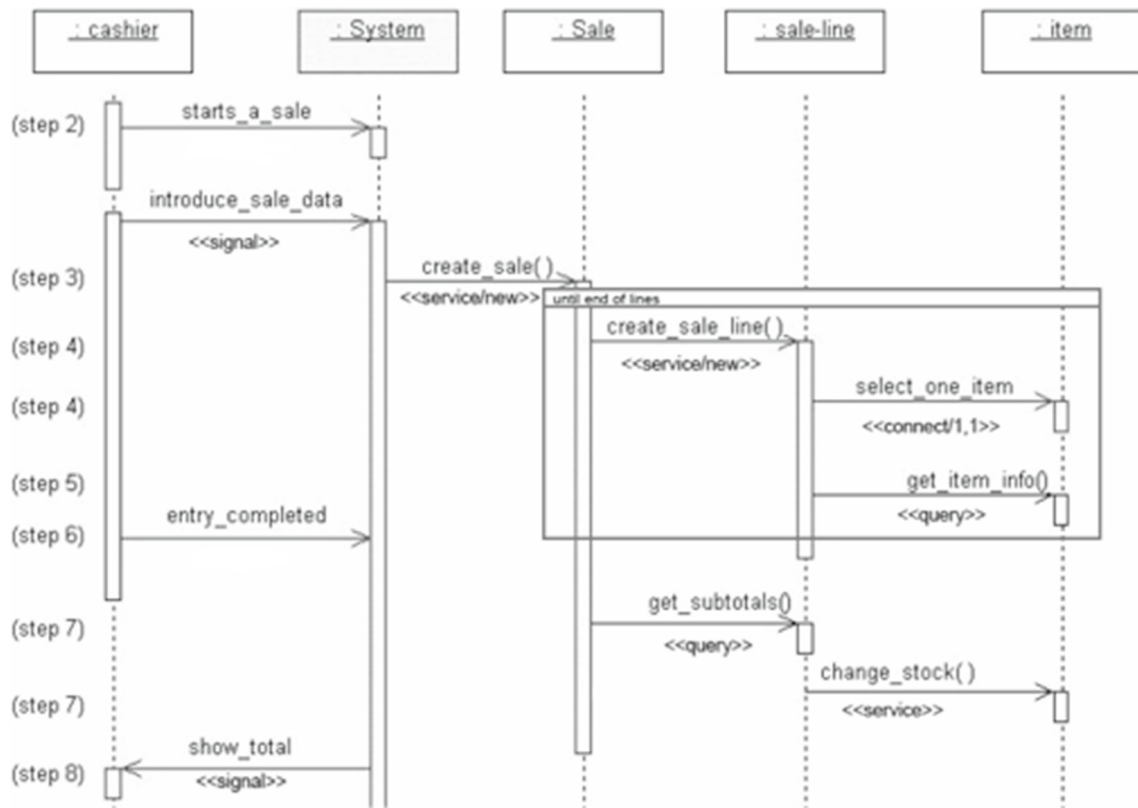 : cashier
: System
: Sale
: sale-line
: item
(step 2)
starts_a_sale
introduce_sale_data
<<signal>>
(step 3)
create_sale( )
<<service/new>>
until end of lines
(step 4)
create_sale_line( )
<<service/new>>
(step 4)
select_one_item
<<connect/1,1>>
(step 5)
get_item_info()
<<query>>
(step 6)
entry_completed
(step 7)
get_subtotals()
<<query>>
(step 7)
change_stock( )
<<service>>
(step 8)
show_total
<<signal>>